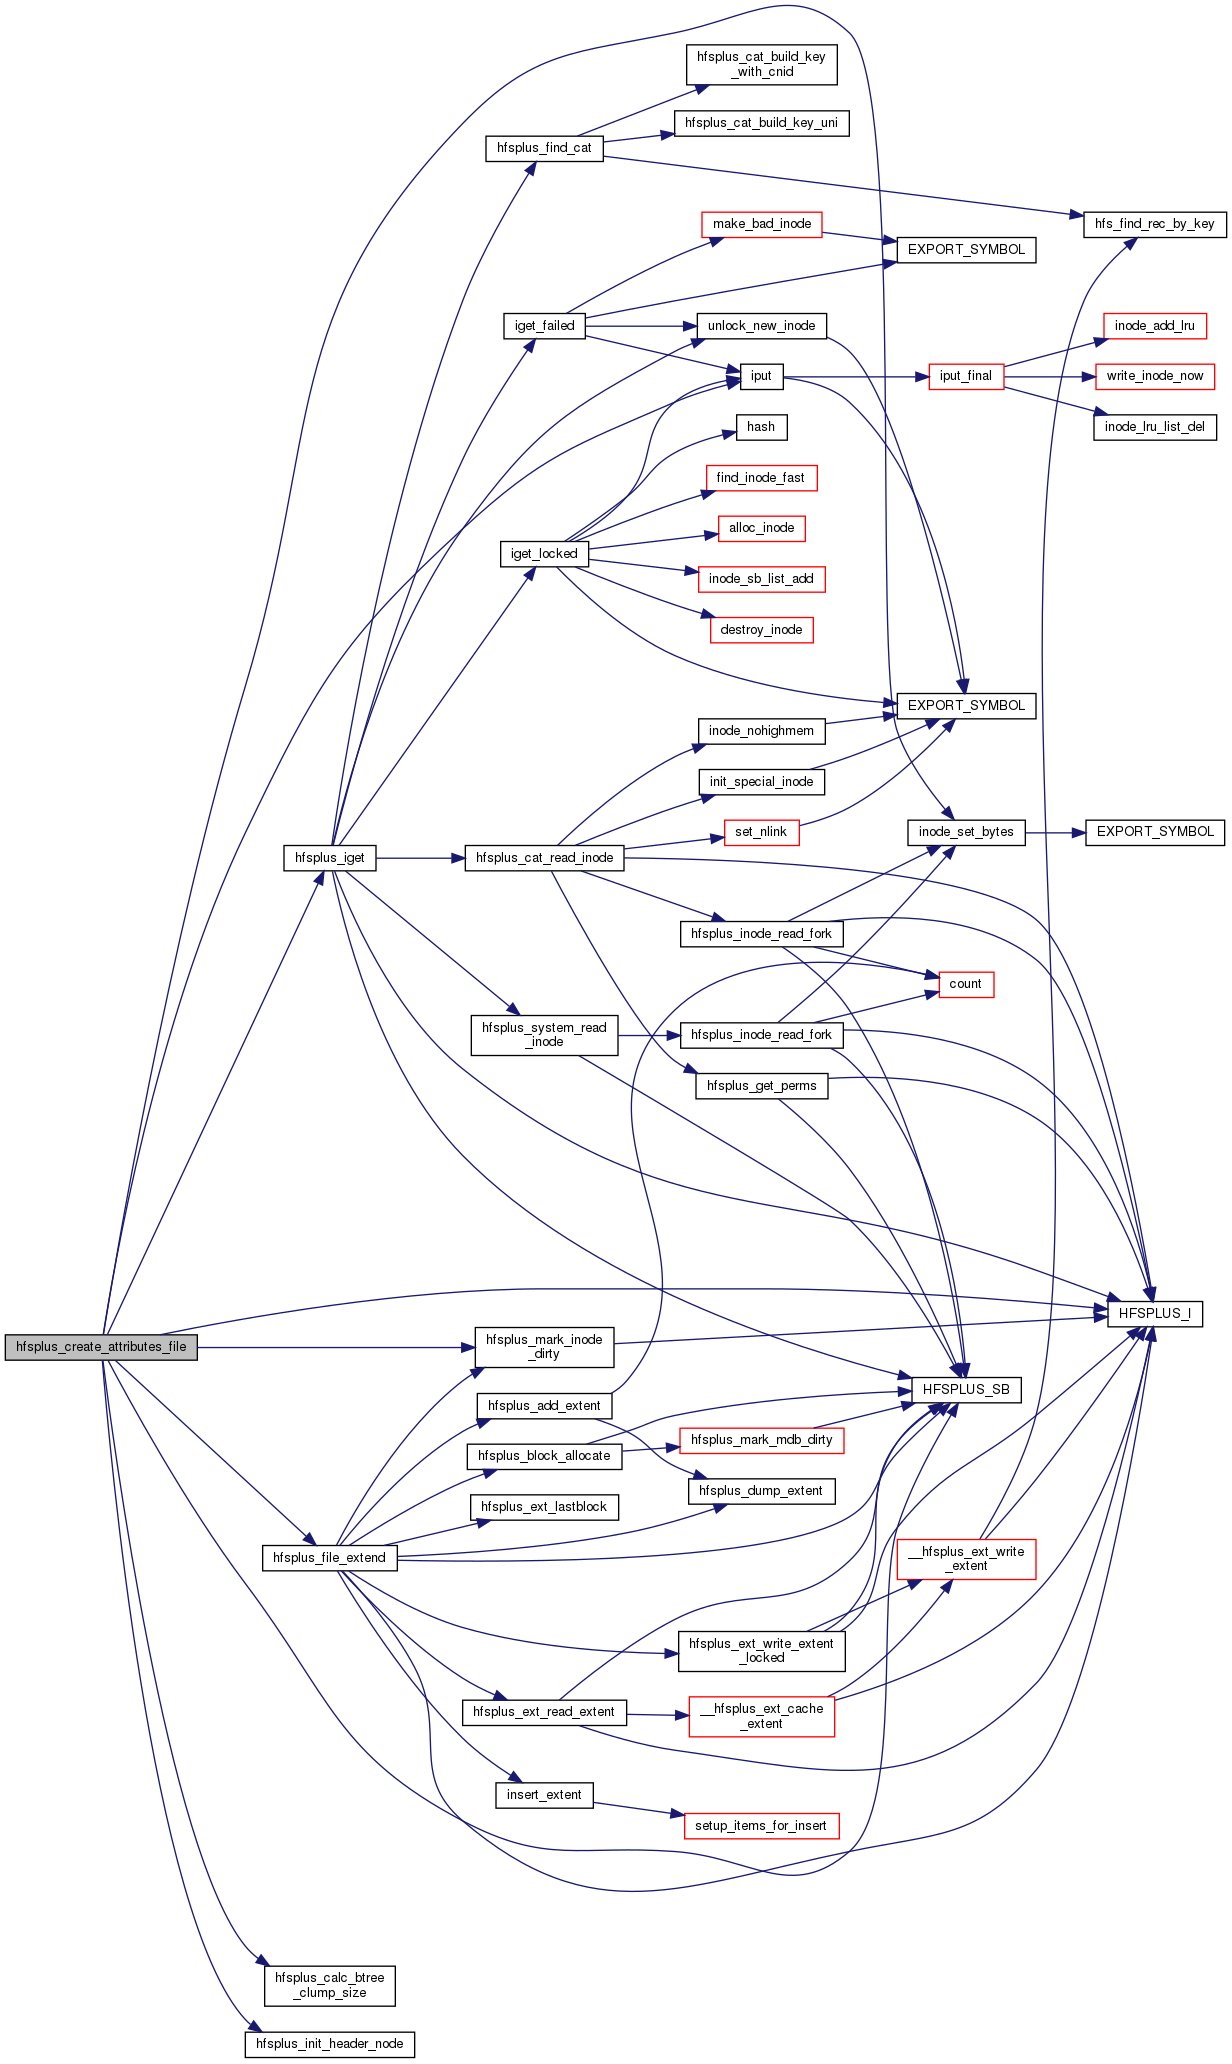 hfsplus_cat_build_key
_with_cnid
hfsplus_cat_build_key_uni
hfsplus_find_cat
hfs_find_rec_by_key
make_bad_inode
EXPORT_SYMBOL
iget_failed
unlock_new_inode
inode_add_lru
iput
iput_final
write_inode_now
hash
inode_lru_list_del
find_inode_fast
alloc_inode
iget_locked
inode_sb_list_add
destroy_inode
EXPORT_SYMBOL
inode_nohighmem
init_special_inode
set_nlink
inode_set_bytes
EXPORT_SYMBOL
hfsplus_iget
hfsplus_cat_read_inode
hfsplus_inode_read_fork
count
hfsplus_system_read
_inode
hfsplus_inode_read_fork
hfsplus_get_perms
HFSPLUS_I
hfsplus_create_attributes_file
hfsplus_mark_inode
_dirty
HFSPLUS_SB
hfsplus_add_extent
hfsplus_mark_mdb_dirty
hfsplus_block_allocate
hfsplus_dump_extent
hfsplus_ext_lastblock
hfsplus_file_extend
__hfsplus_ext_write
_extent
hfsplus_ext_write_extent
_locked
hfsplus_ext_read_extent
__hfsplus_ext_cache
_extent
insert_extent
setup_items_for_insert
hfsplus_calc_btree
_clump_size
hfsplus_init_header_node